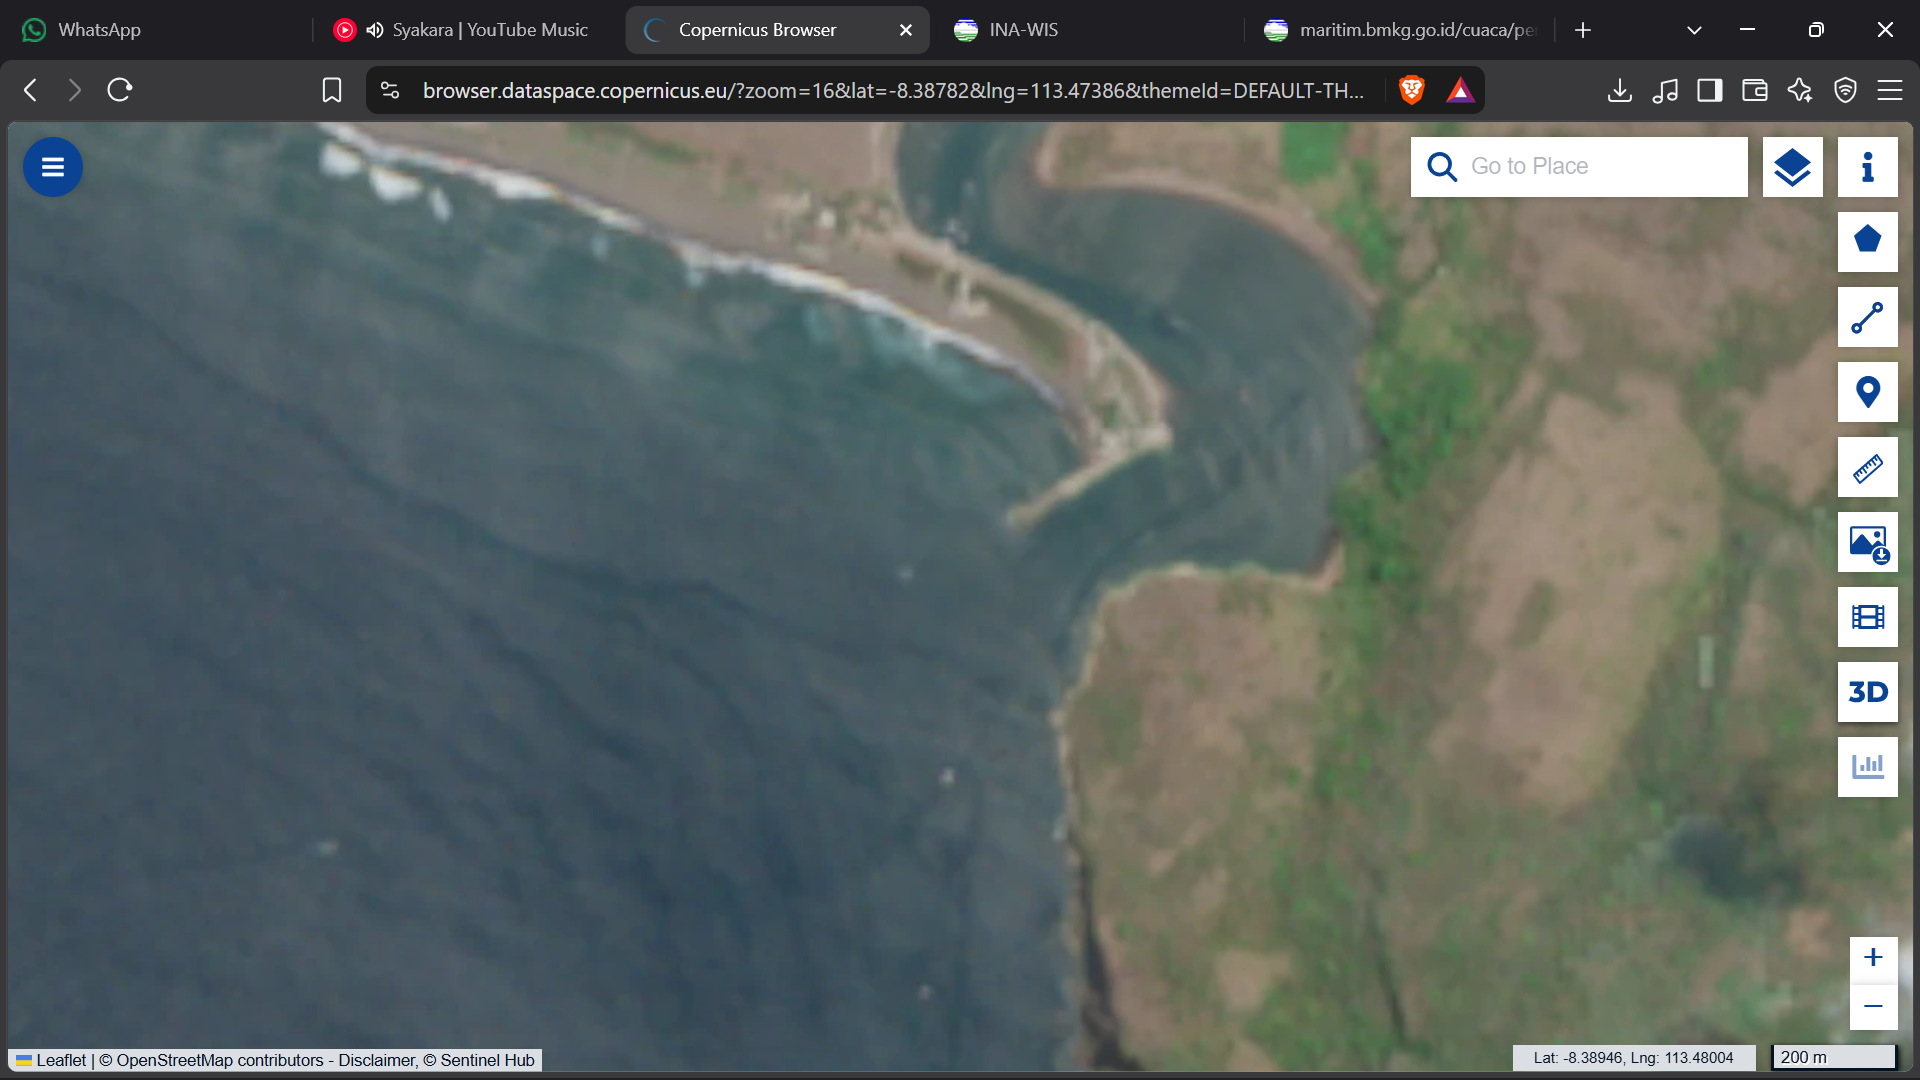 WhatsApp
Syakara | YouTube Music
Copernicus Browser
INA-WIS
maritim.bmkg.go.id/cuaca/pe
browser.dataspace.copernicus.eu/?zoom=16&lat=-8.38782&lng=113.47386&themeId=DEFAULT-TH...
Go to Place
3D
Leaflet | © OpenStreetMap contributors - Disclaimer, © Sentinel Hub
Lat: -8.38946, Lng: 113.48004
200 m